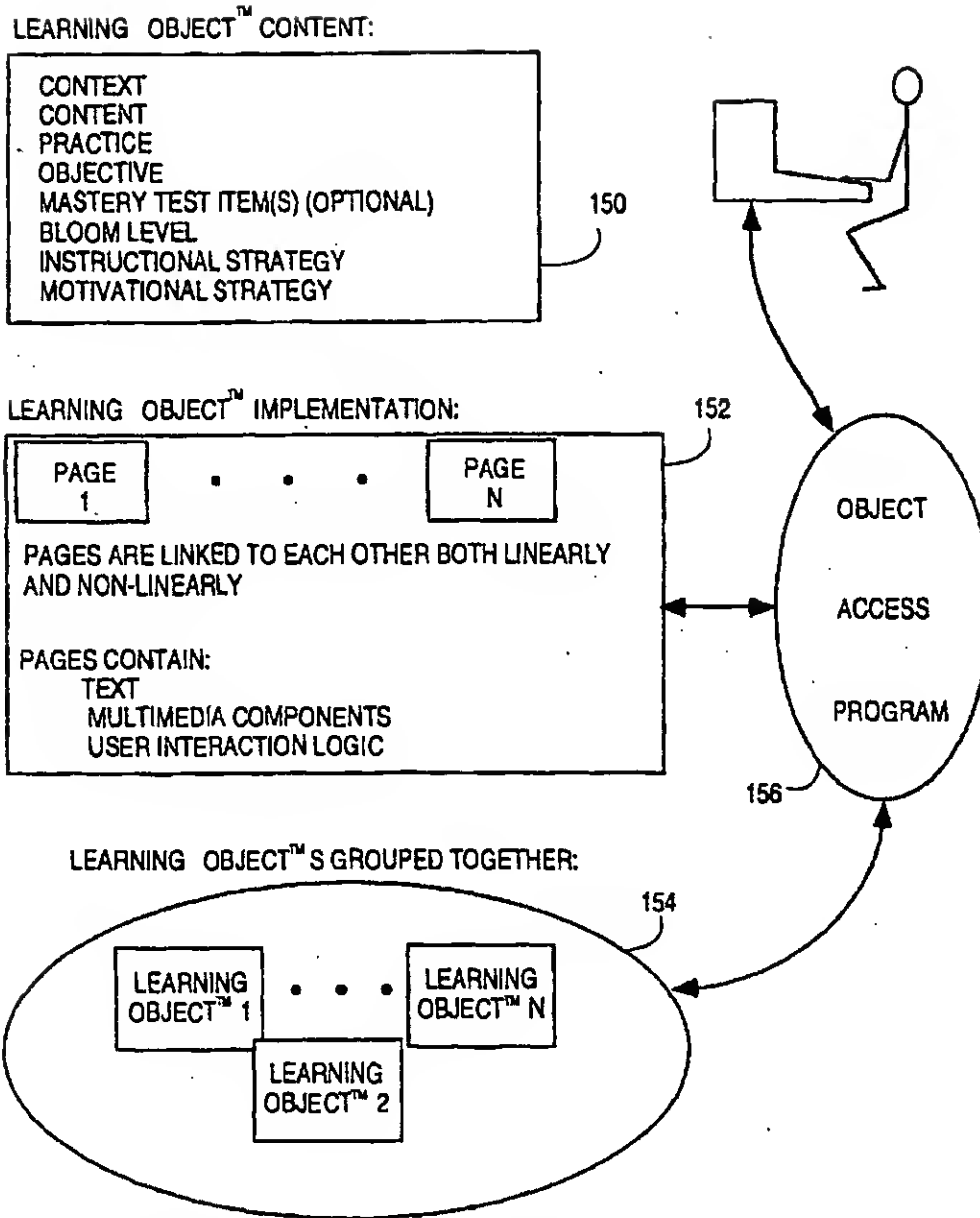 LEARNING OBJECT™ CONTENT:
CONTEXT
CONTENT
PRACTICE
OBJECTIVE
MASTERY TEST ITEM(S) (OPTIONAL)
BLOOM LEVEL
INSTRUCTIONAL STRATEGY
MOTIVATIONAL STRATEGY
150
LEARNING OBJECT™ IMPLEMENTATION:
152
PAGE
1
PAGE
N
PAGES ARE LINKED TO EACH OTHER BOTH LINEARLY
AND NON-LINEARLY
PAGES CONTAIN:
TEXT
MULTIMEDIA COMPONENTS
USER INTERACTION LOGIC
OBJECT
ACCESS
PROGRAM
156
LEARNING OBJECT™S GROUPED TOGETHER:
154
LEARNING
OBJECT™ 1
LEARNING
OBJECT™ N
LEARNING
OBJECT™ 2